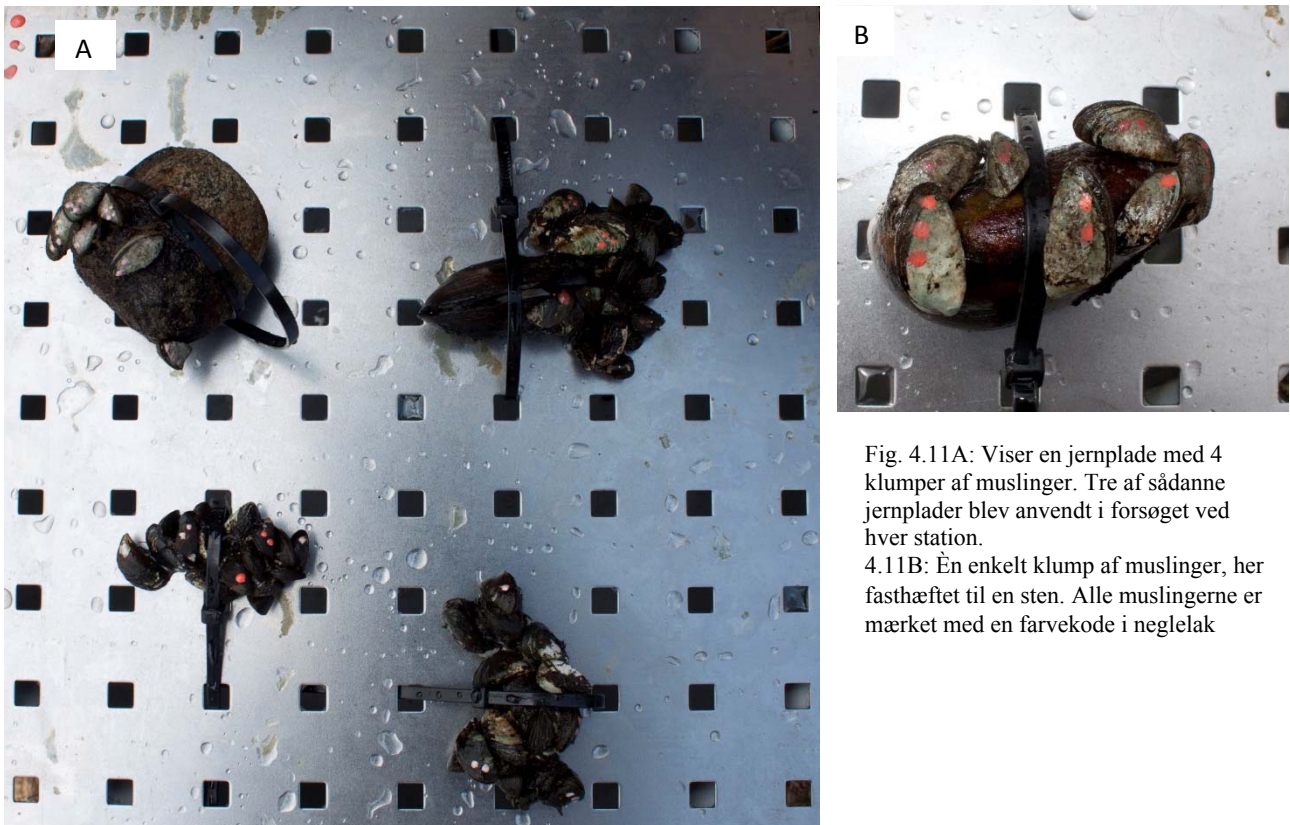 A
B
Fig. 4.11A: Viser en jernplade med 4
klumper af muslinger. Tre af sådanne
jernplader blev anvendt i forsøget ved
hver station.
4.11B: Èn enkelt klump af muslinger, her
fasthæftet til en sten. Alle muslingerne er
mærket med en farvekode i neglelak